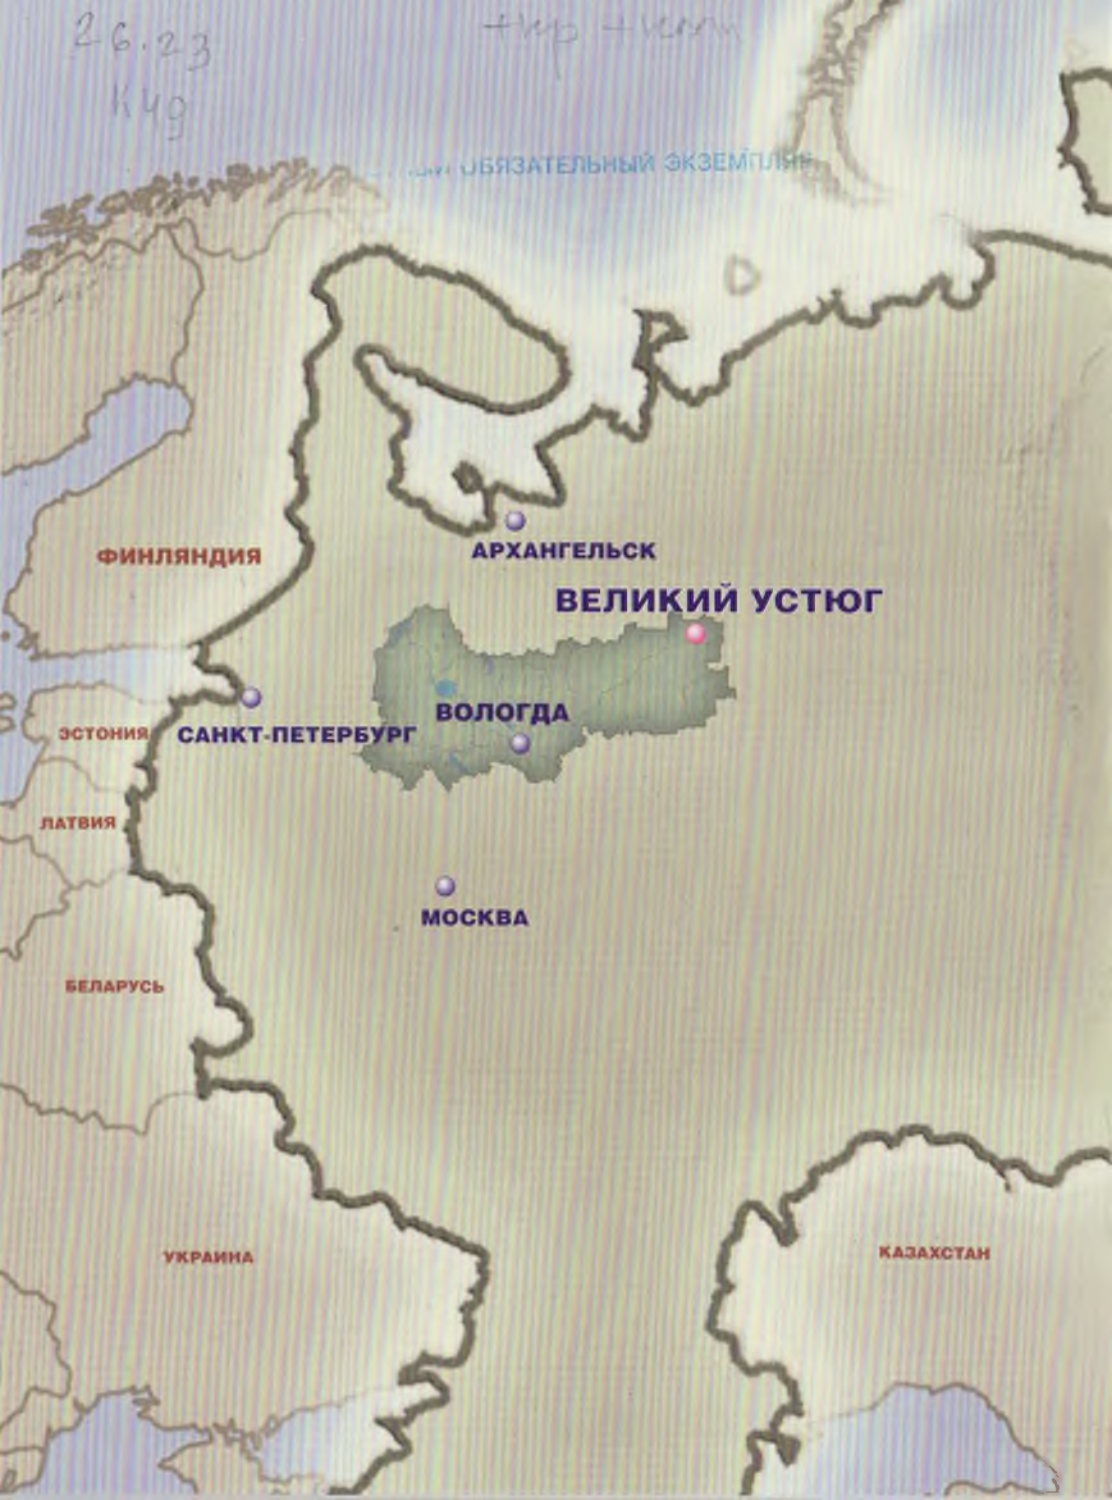 26.23
К49
ОБЯЗАТЕЛЬНЫЙ ЭКЗЕМПЛЯР
ФИНЛЯНДИЯ
АРХАНГЕЛЬСК
ВЕЛИКИЙ УСТЮГ
ВОЛОГДА
ЭСТОНИЯ
САНКТ-ПЕТЕРБУРГ
ЛАТВИЯ
МОСКВА
БЕЛАРУСЬ
УКРАИНА
КАЗАХСТАН